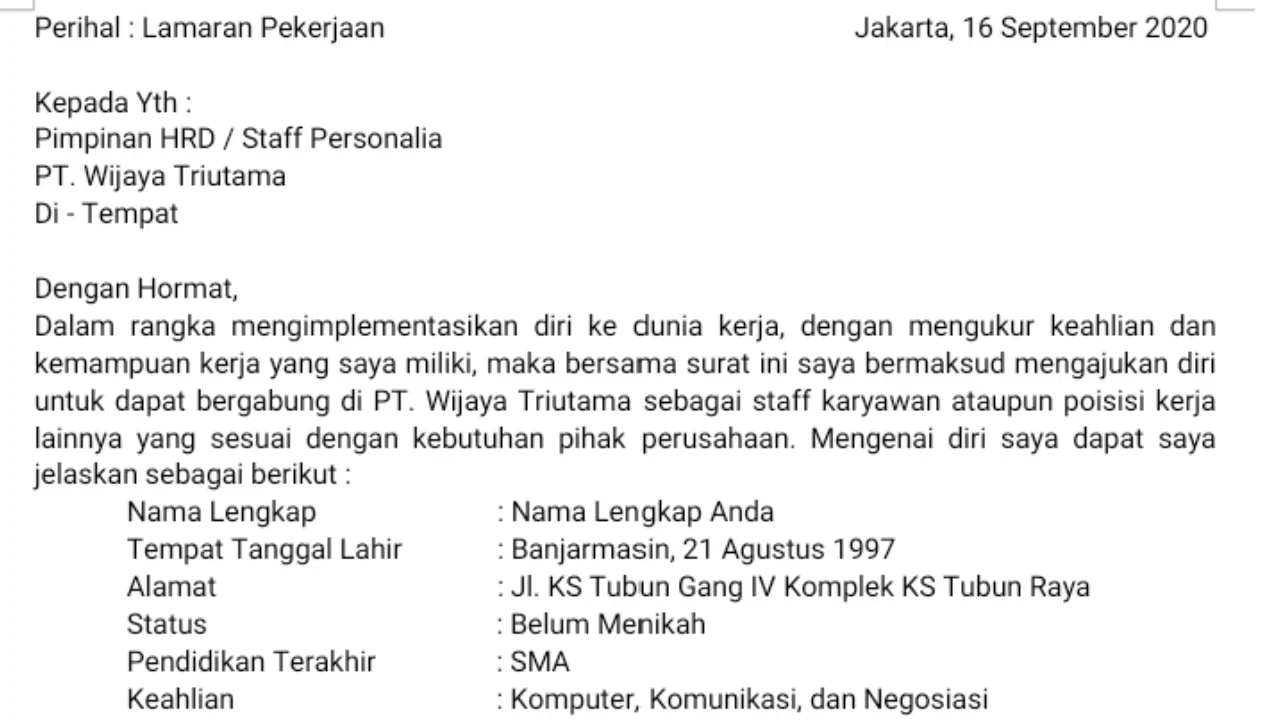 Perihal : Lamaran Pekerjaan Jakarta, 16 September 2020
Kepada Yth :
Pimpinan HRD / Staff Personalia
PT. Wijaya Triutama
Di - Tempat
Dengan Hormat,
Dalam rangka mengimplementasikan diri ke dunia kerja, dengan mengukur keahlian dan
kemampuan kerja yang saya miliki, maka bersama surat ini saya bermaksud mengajukan diri
untuk dapat bergabung di PT. Wijaya Triutama sebagai staff karyawan ataupun poisisi kerja
lainnya yang sesuai dengan kebutuhan pihak perusahaan. Mengenai diri saya dapat saya
jelaskan sebagai berikut :
Nama Lengkap : Nama Lengkap Anda
Tempat Tanggal Lahir : Banjarmasin, 21 Agustus 1997
Alamat : Jl. KS Tubun Gang IV Komplek KS Tubun Raya
Status : Belum Menikah
Pendidikan Terakhir : SMA
Keahlian : Komputer, Komunikasi, dan Negosiasi